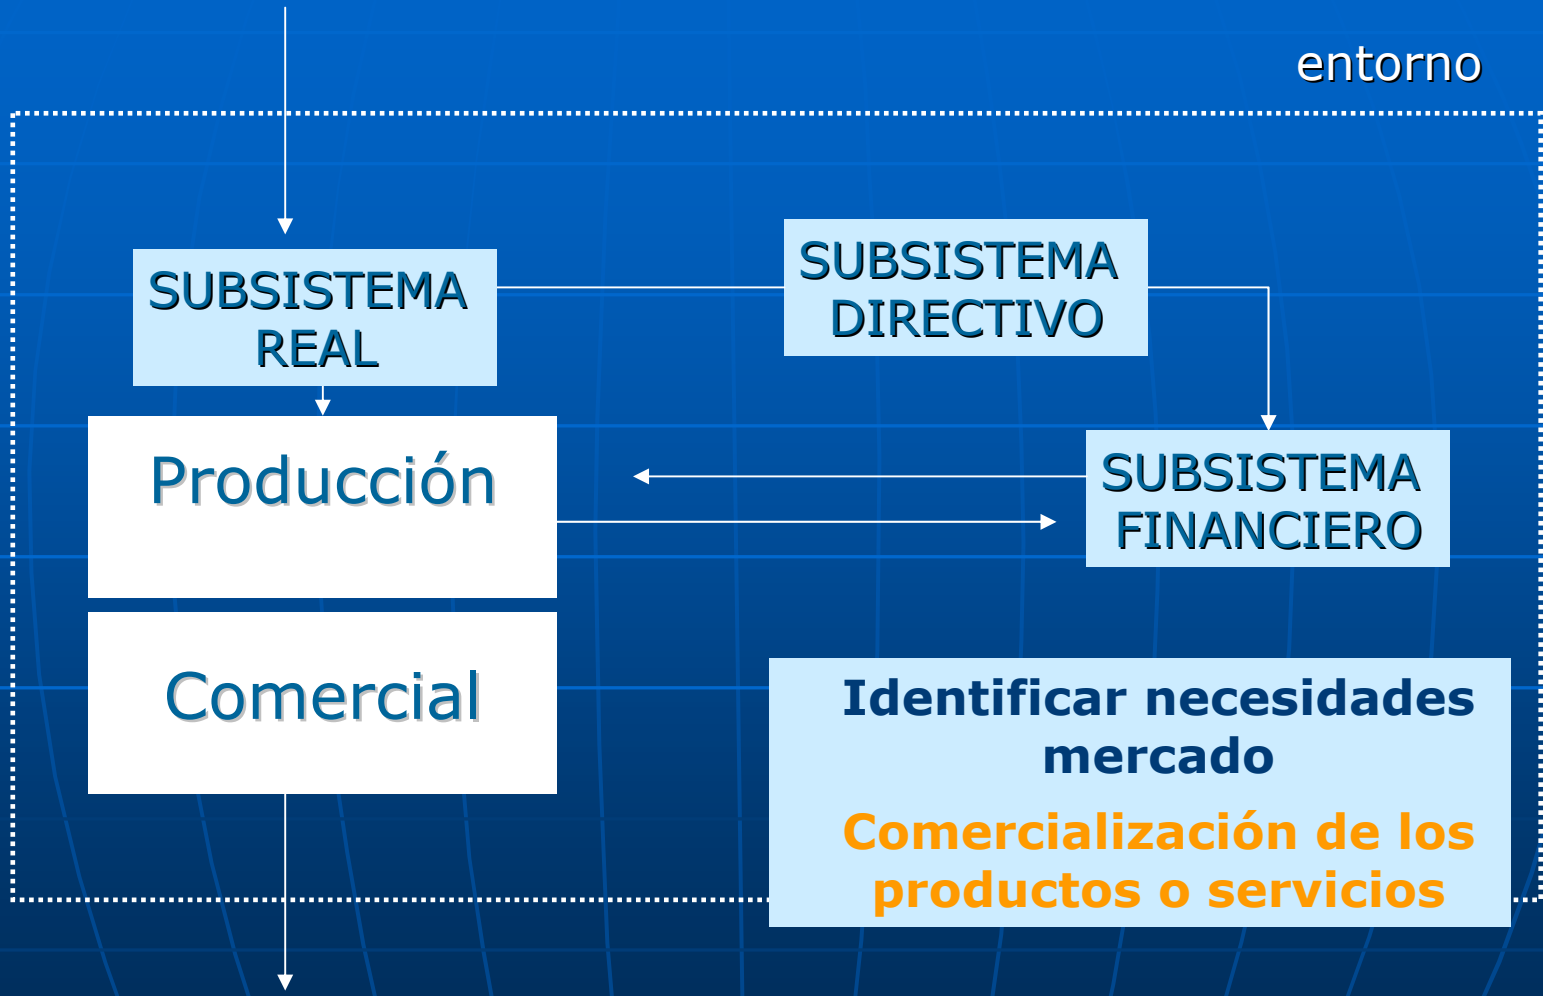 entorno
SUBSISTEMA
REAL
SUBSISTEMA
DIRECTIVO
Producción
SUBSISTEMA
FINANCIERO
Comercial
Identificar necesidades
mercado
Comercialización de los
productos o servicios